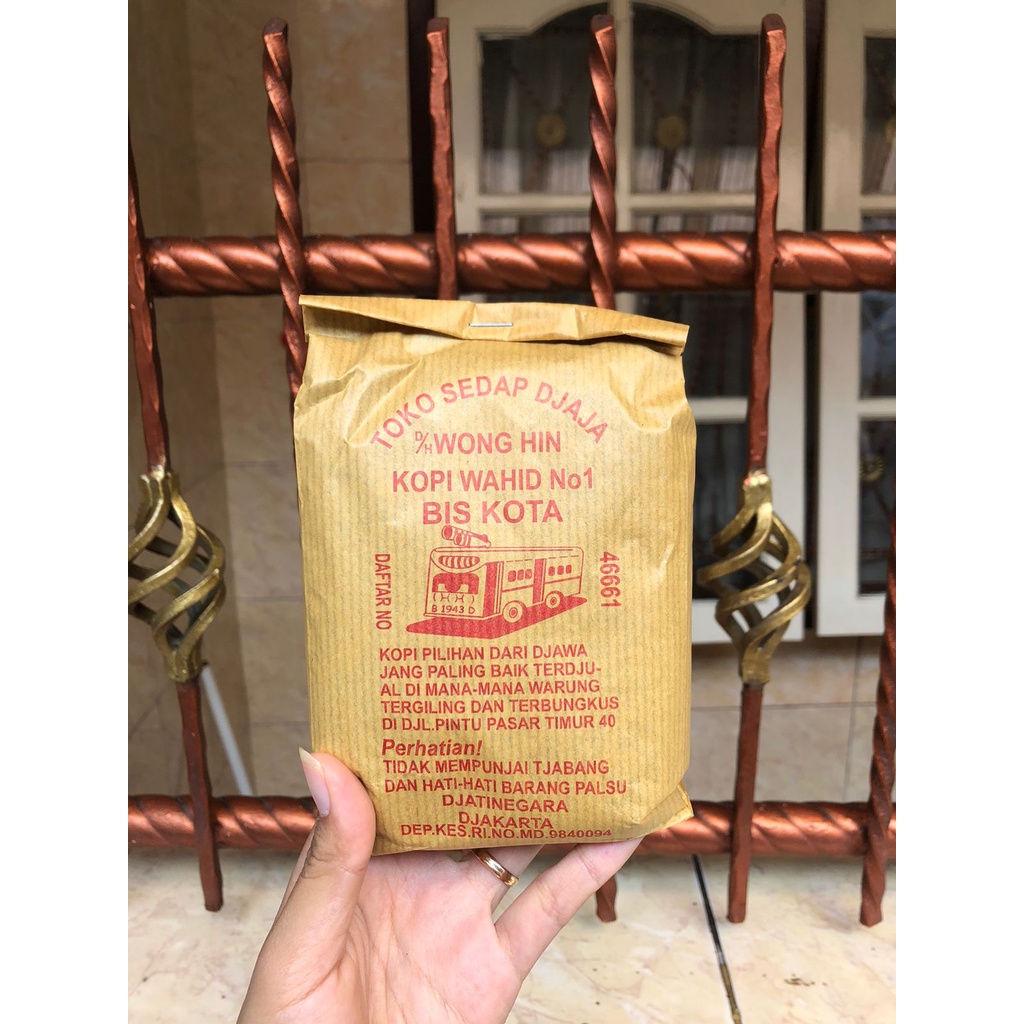 TOKO SEDAP DJAJA
D/H WONG HIN
KOPI WAHID No1
BIS KOTA
DAFTAR NO
46661
B 1943 D
KOPI PILIHAN DARI DJAWA
JANG PALING BAIK TERDJU-
AL DI MANA-MANA WARUNG
TERGILING DAN TERBUNGKUS
DI DJL.PINTU PASAR TIMUR 40
Perhatian!
TIDAK MEMPUNJAI TJABANG
DAN HATI-HATI BARANG PALSU
DJATINEGARA
DJAKARTA
DEP.KES.RI.NO.MD.9840094